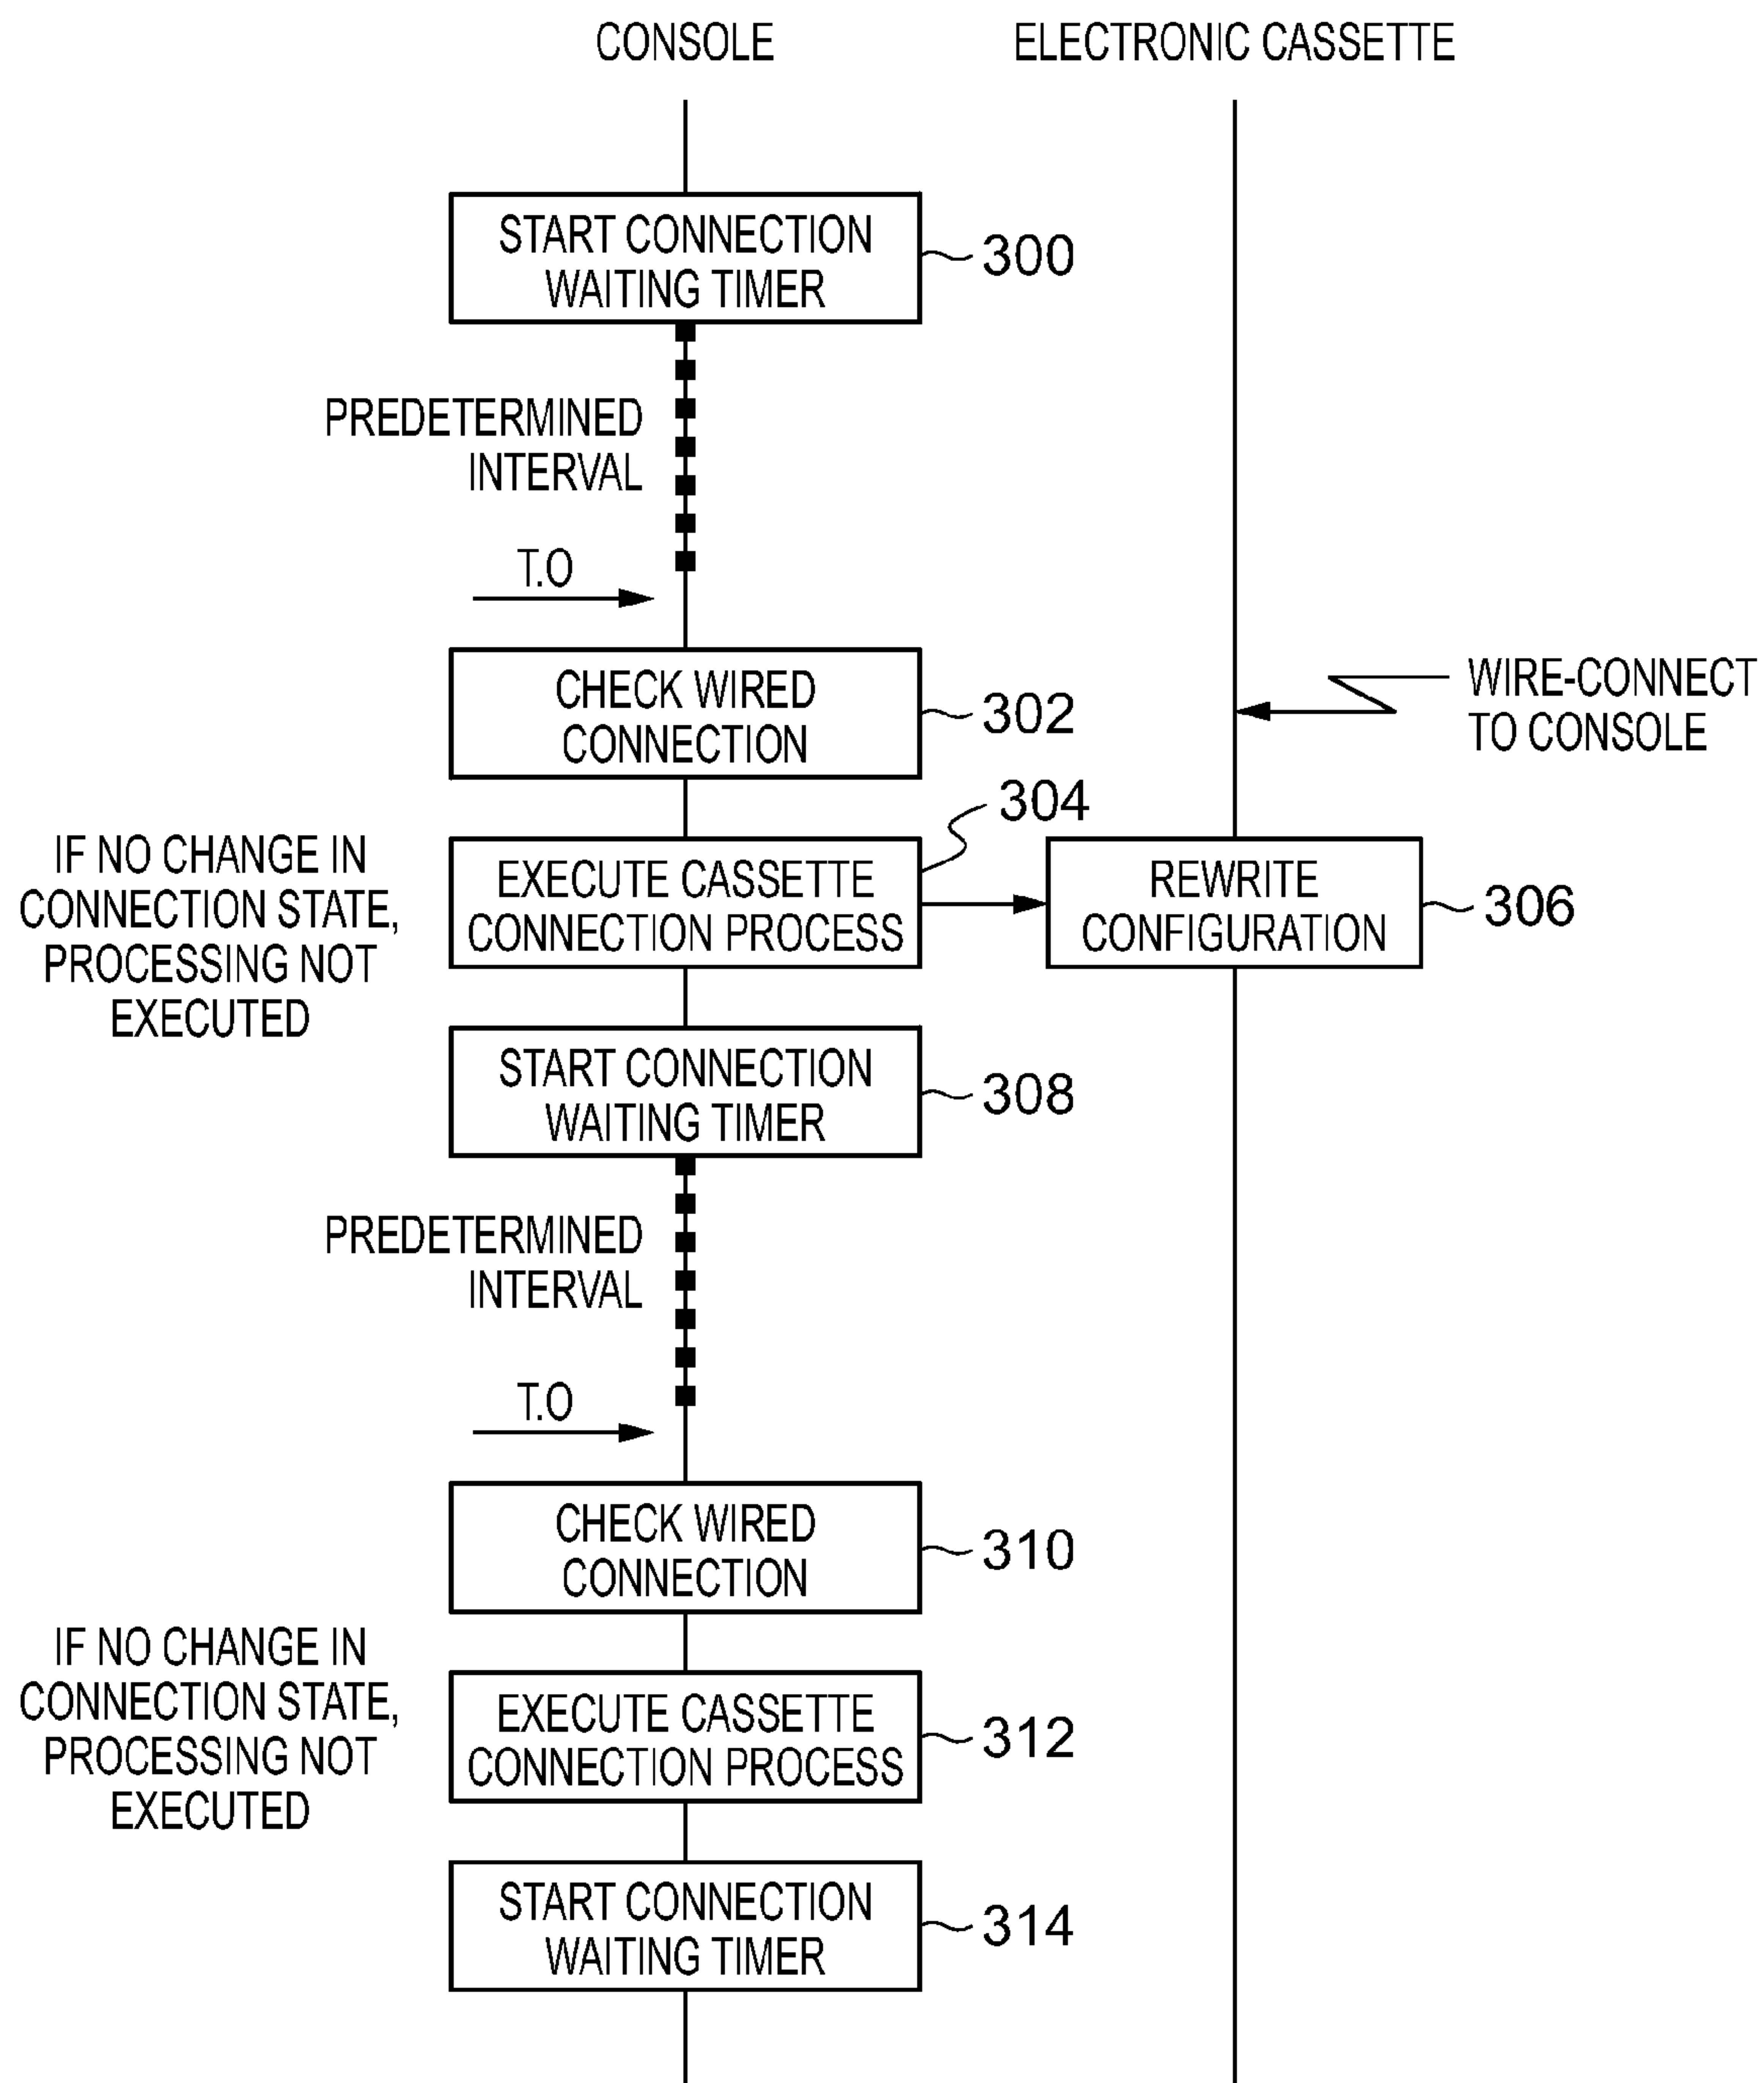 CONSOLE
ELECTRONIC CASSETTE
START CONNECTION
WAITING TIMER
300
PREDETERMINED
INTERVAL
T.O
CHECK WIRED
CONNECTION
302
WIRE-CONNECT
TO CONSOLE
304
IF NO CHANGE IN
CONNECTION STATE,
PROCESSING NOT
EXECUTED
EXECUTE CASSETTE
CONNECTION PROCESS
REWRITE
CONFIGURATION
306
START CONNECTION
WAITING TIMER
308
PREDETERMINED
INTERVAL
T.O
CHECK WIRED
CONNECTION
310
IF NO CHANGE IN
CONNECTION STATE,
PROCESSING NOT
EXECUTED
EXECUTE CASSETTE
CONNECTION PROCESS
312
START CONNECTION
WAITING TIMER
314